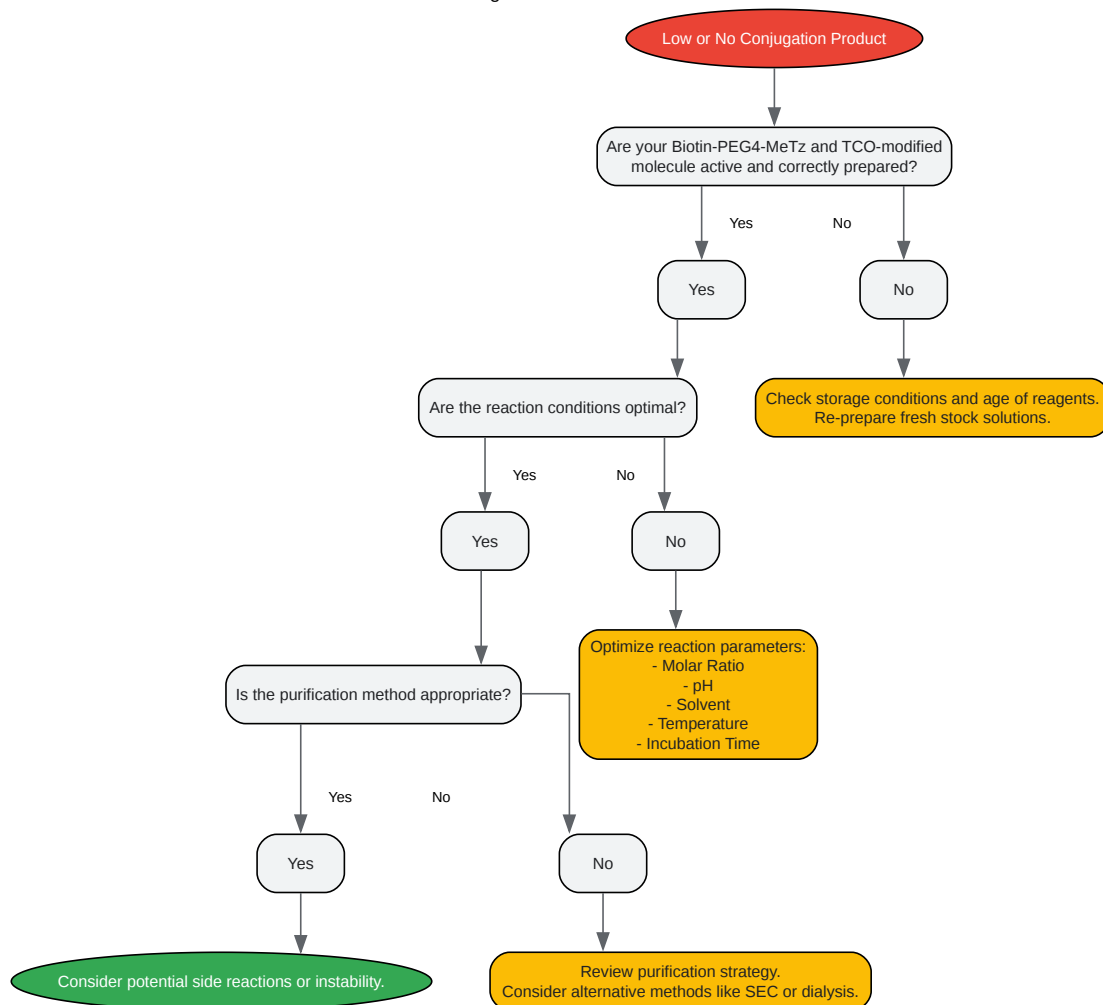 Low or No Conjugation Product
Are your Biotin-PEG4-MeTz and TCO-modified
molecule active and correctly prepared?
Yes
No
Yes
No
Check storage conditions and age of reagents.
Re-prepare fresh stock solutions.
Are the reaction conditions optimal?
Yes
No
Yes
No
Optimize reaction parameters:
- Molar Ratio
- pH
- Solvent
- Temperature
- Incubation Time
Is the purification method appropriate?
Yes
No
Yes
No
Consider potential side reactions or instability.
Review purification strategy.
Consider alternative methods like SEC or dialysis.